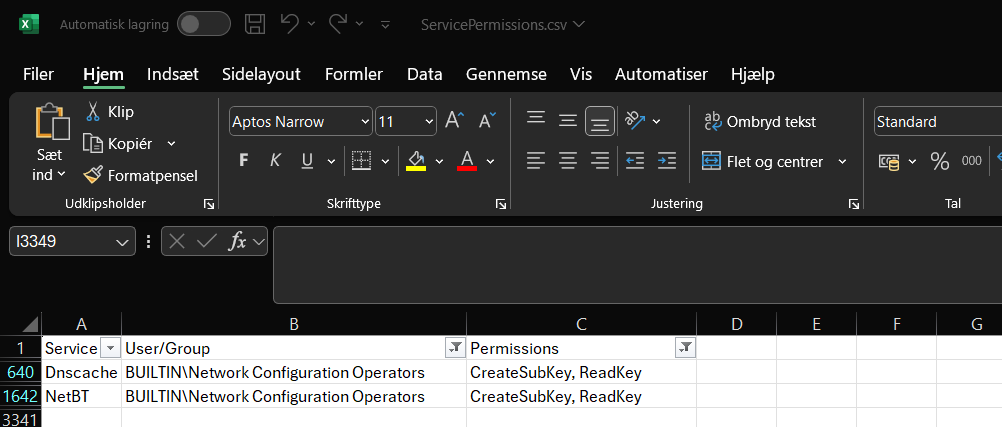 Automatisk lagring
ServicePermissions.csv
Filer Hjem Indsæt Sidelayout Formler Data Gennemse Vis Automatiser Hjælp
Sæt ind
Klip
Kopiér
Formatpensel
Udklipsholder
Aptos Narrow 11 A A
F K U A
Skrifttype
ab c Ombryd tekst
Flet og centrer
Justering
Standard
% 000
Tal
I3349 fx
A B C D E F G
1 Service User/Group Permissions
640 Dnscache BUILTIN\Network Configuration Operators CreateSubKey, ReadKey
1642 NetBT BUILTIN\Network Configuration Operators CreateSubKey, ReadKey
3341